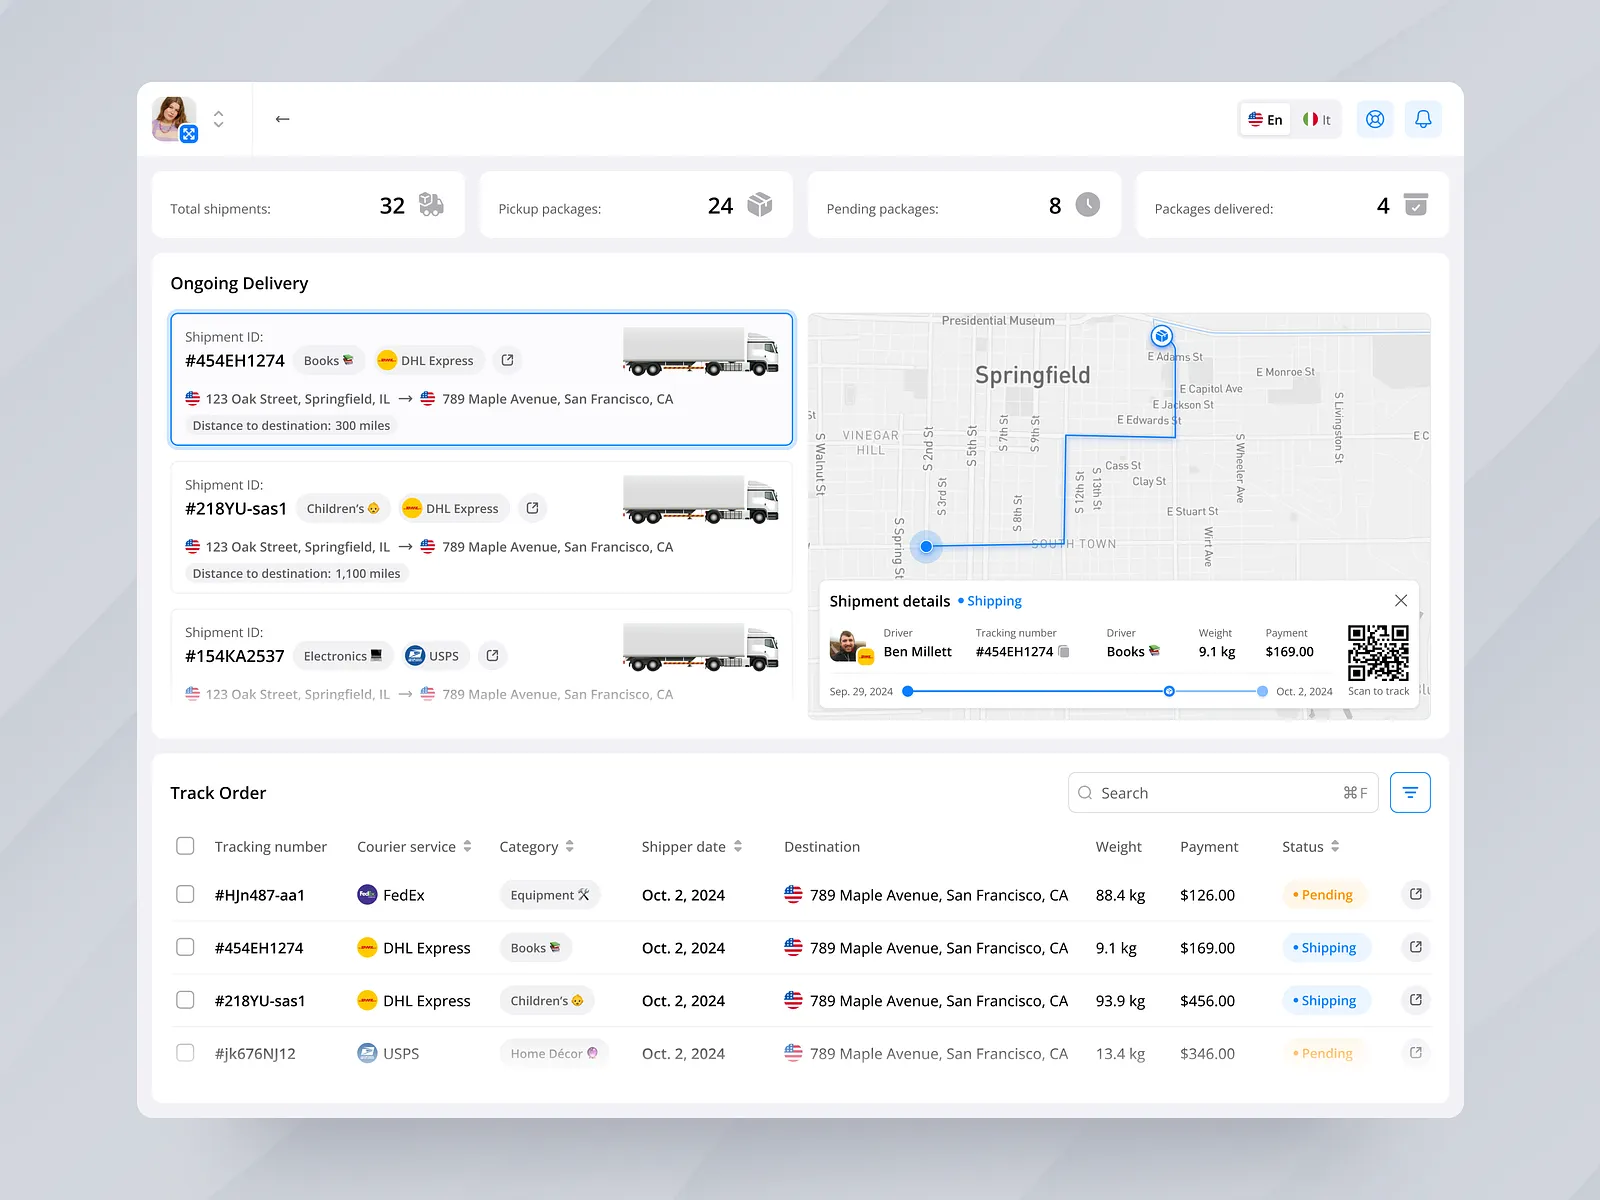 En
It
Total shipments: 32
Pickup packages: 24
Pending packages: 8
Packages delivered: 4
Ongoing Delivery
Shipment ID:
#454EH1274 Books DHL Express
123 Oak Street, Springfield, IL → 789 Maple Avenue, San Francisco, CA
Distance to destination: 300 miles
Shipment ID:
#218YU-sas1 Children's DHL Express
123 Oak Street, Springfield, IL → 789 Maple Avenue, San Francisco, CA
Distance to destination: 1,100 miles
Shipment ID:
#154KA2537 Electronics USPS
123 Oak Street, Springfield, IL → 789 Maple Avenue, San Francisco, CA
Presidential Museum
E Adams St
Springfield
E Monroe St
E Capitol Ave
E Jackson St
E Edwards St
St
S Walnut St
VINEGAR
HILL
S 2nd St
S 5th St
S 7th St
S 9th St
S Livingston St
E C
S Wheeler Ave
Cass St
Clay St
S 3rd St
S 8th St
S 12th St
S 13th St
E Stuart St
S Spring St
SOUTH TOWN
Wirt Ave
Shipment details • Shipping
Driver Tracking number Driver Weight Payment
Ben Millett #454EH1274 Books 9.1 kg $169.00
Sep. 29, 2024 Oct. 2, 2024 Scan to track
Track Order
Search ⌘F
Tracking number Courier service Category Shipper date Destination Weight Payment Status
#HJn487-aa1 FedEx Equipment Oct. 2, 2024 789 Maple Avenue, San Francisco, CA 88.4 kg $126.00 • Pending
#454EH1274 DHL Express Books Oct. 2, 2024 789 Maple Avenue, San Francisco, CA 9.1 kg $169.00 • Shipping
#218YU-sas1 DHL Express Children's Oct. 2, 2024 789 Maple Avenue, San Francisco, CA 93.9 kg $456.00 • Shipping
#jk676NJ12 USPS Home Décor Oct. 2, 2024 789 Maple Avenue, San Francisco, CA 13.4 kg $346.00 • Pending